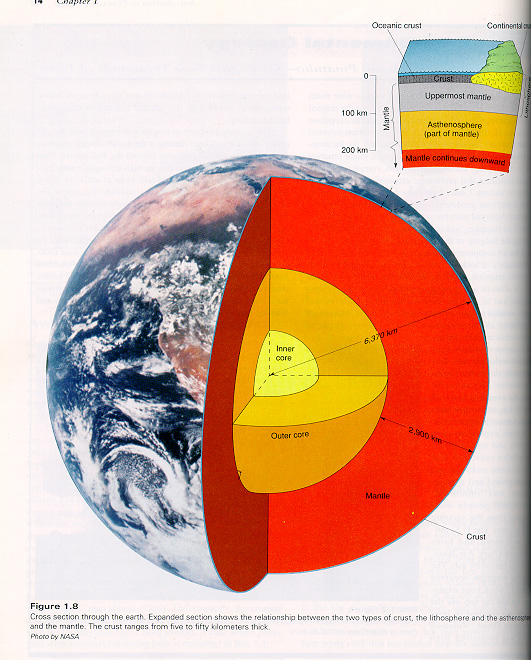 14 Chapter 1
Oceanic crust
Continental
0
Crust
Uppermost mantle
100 km
Mantle
Asthenosphere
(part of mantle)
200 km
Mantle continues downward
6,370 km
Inner
core
Outer core
2,900 km
Mantle
Crust
Figure 1.8
Cross section through the earth. Expanded section shows the relationship between the two types of crust, the lithosphere and the
and the mantle. The crust ranges from five to fifty kilometers thick.
Photo by NASA